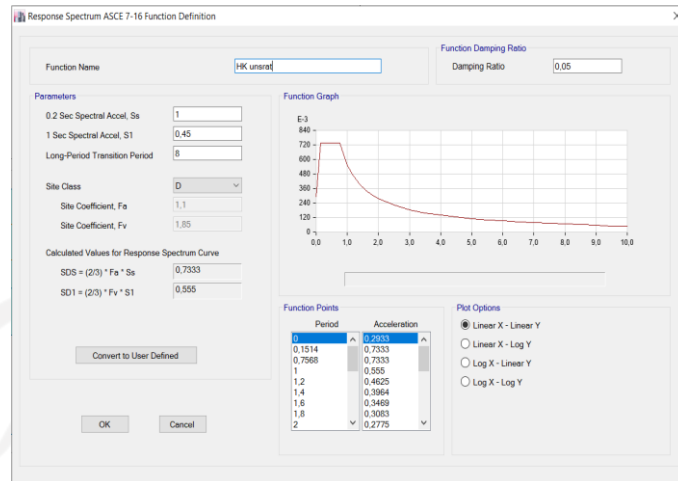 Response Spectrum ASCE 7-16 Function Definition
Function Name
HK unsrat
Function Damping Ratio
Damping Ratio
0,05
Parameters
0.2 Sec Spectral Accel, Ss
1
1 Sec Spectral Accel, S1
0,45
Long-Period Transition Period
8
Site Class
D
Site Coefficient, Fa
1,1
Site Coefficient, Fv
1,85
Calculated Values for Response Spectrum Curve
SDS = (2/3) * Fa * Ss
0,7333
SD1 = (2/3) * Fv * S1
0,555
Convert to User Defined
OK
Cancel
Function Graph
E-3
840
720
600
480
360
240
120
0
0,0 1,0 2,0 3,0 4,0 5,0 6,0 7,0 8,0 9,0 10,0
Function Points
Period Acceleration
0 0,2933
0,1514 0,7333
0,7568 0,7333
1 0,555
1,2 0,4625
1,4 0,3964
1,6 0,3469
1,8 0,3083
2 0,2775
Plot Options
Linear X - Linear Y
Linear X - Log Y
Log X - Linear Y
Log X - Log Y